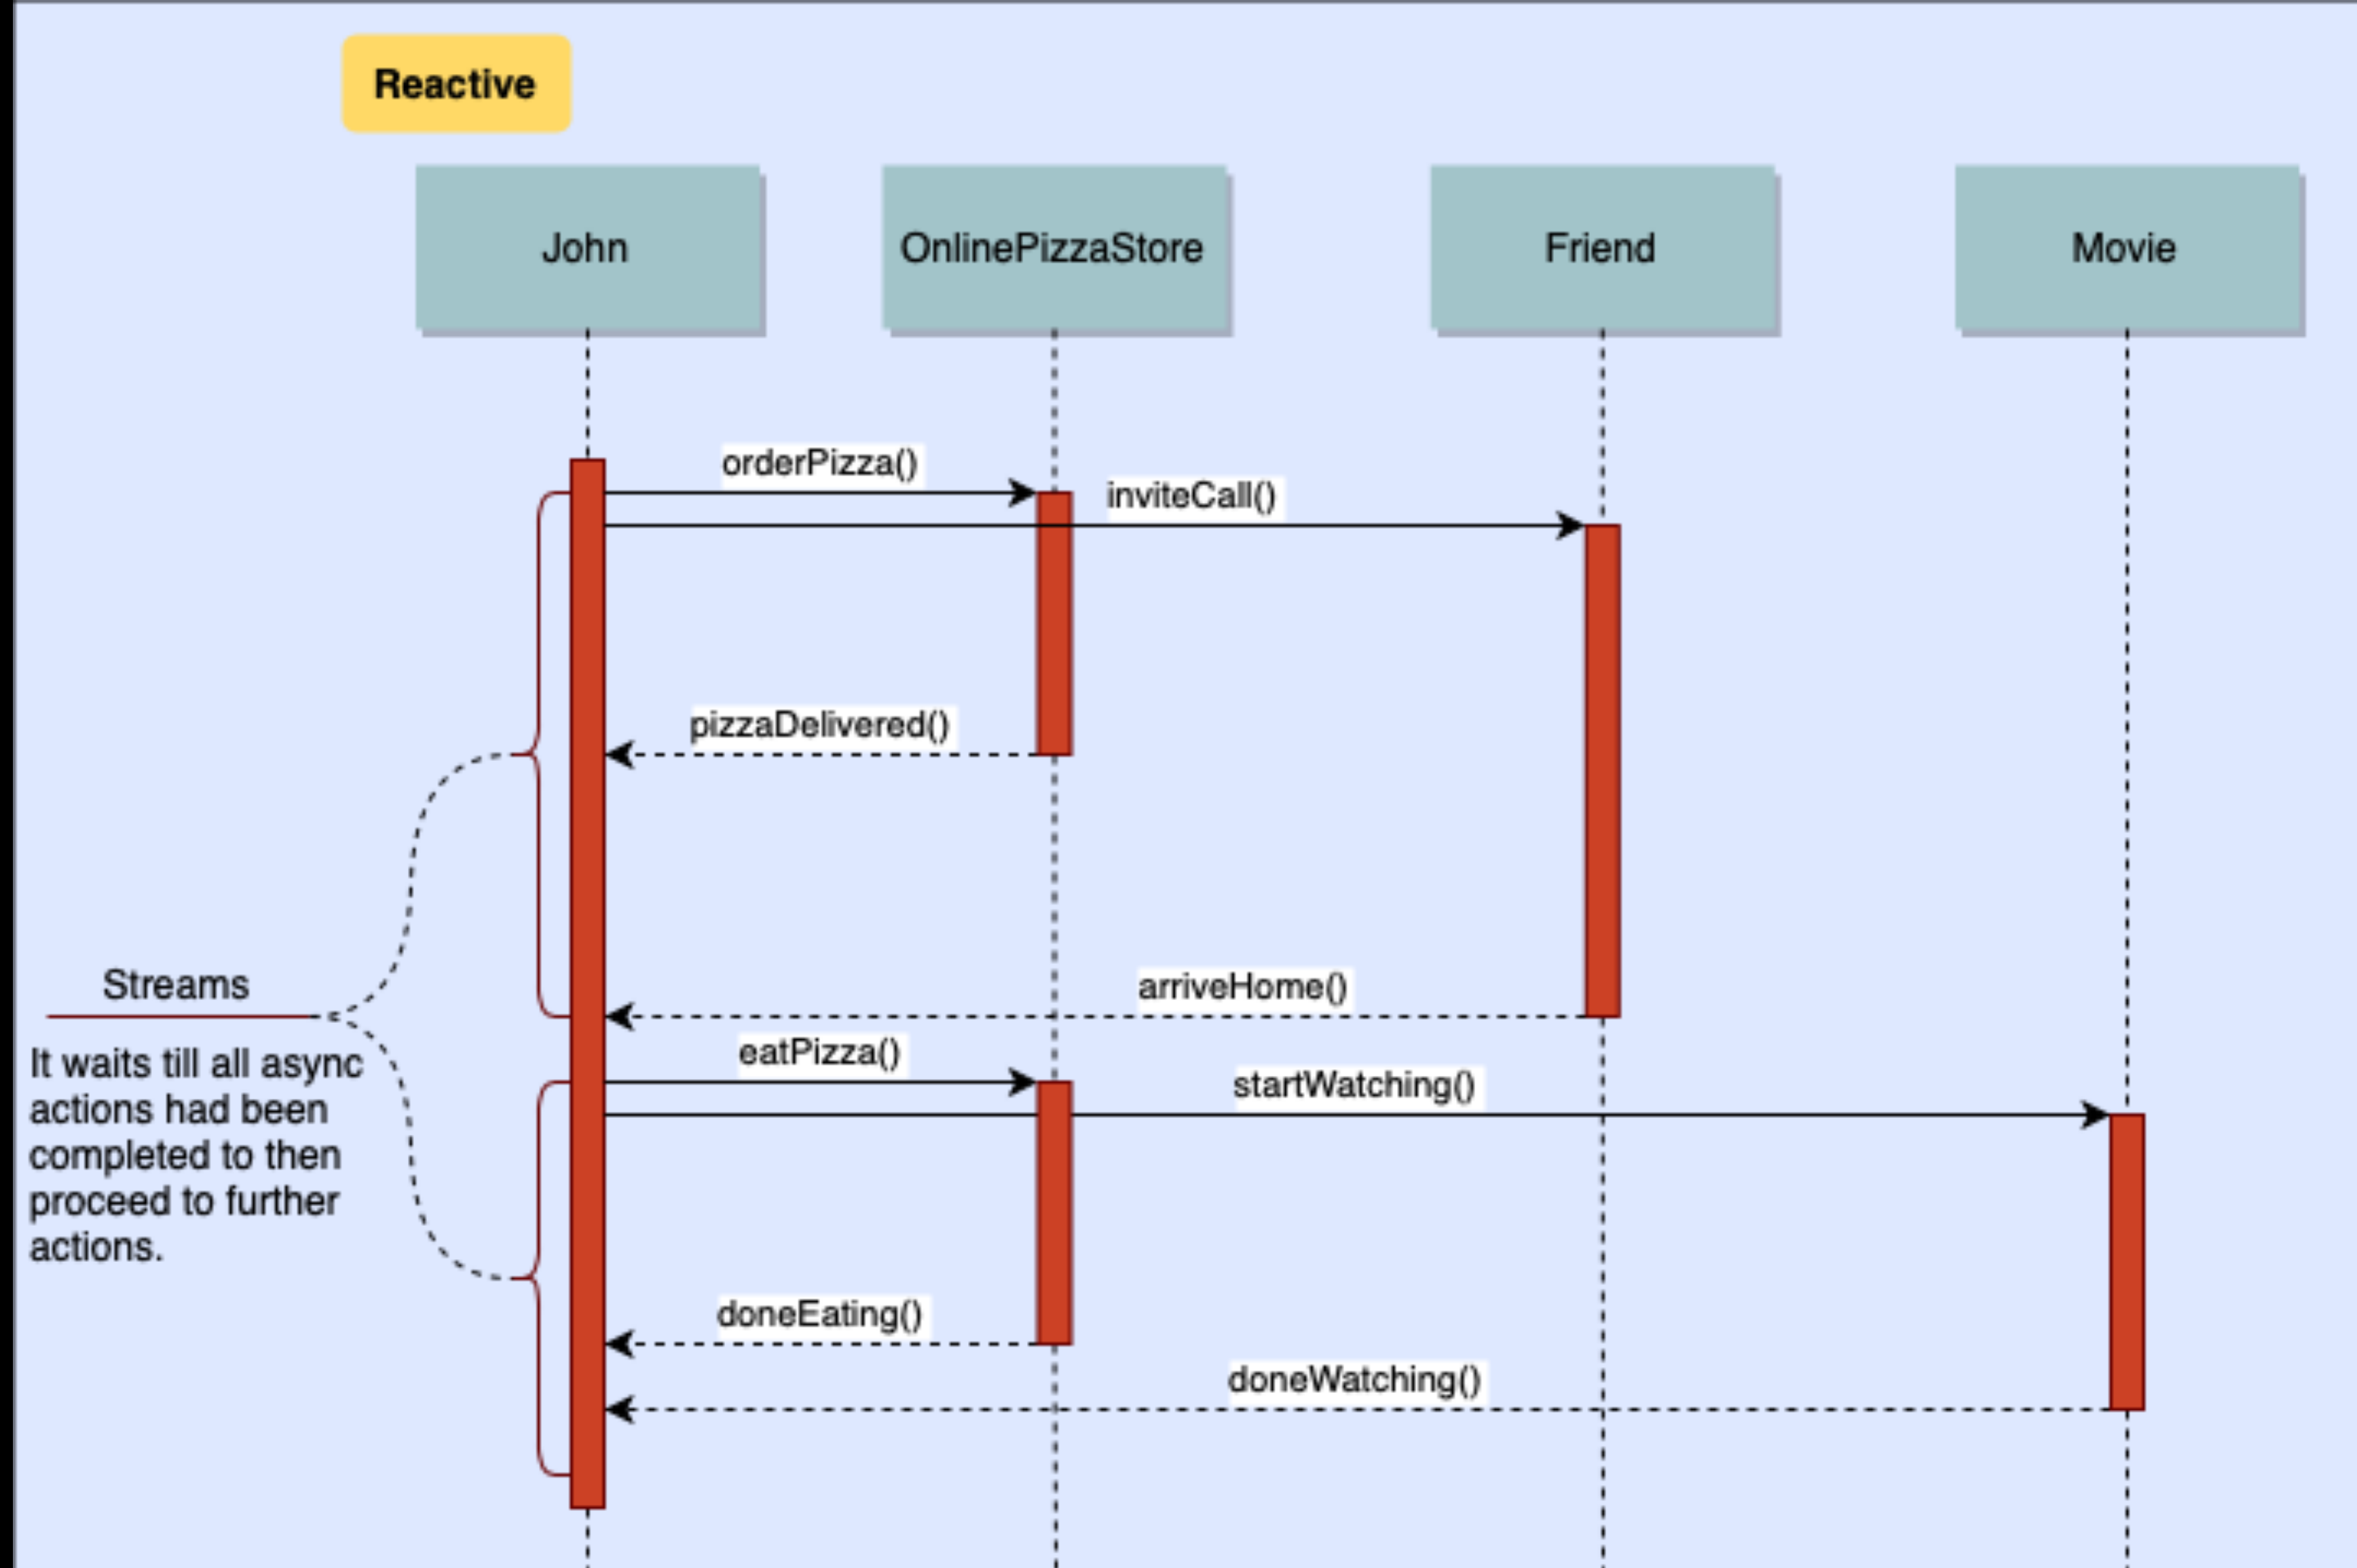 Reactive
John
OnlinePizzaStore
Friend
Movie
orderPizza()
inviteCall()
pizzaDelivered()
Streams
arriveHome()
It waits till all async
actions had been
completed to then
proceed to further
actions.
eatPizza()
startWatching()
doneEating()
doneWatching()